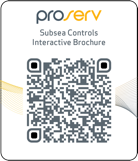 proserv
Subsea Controls
Interactive Brochure